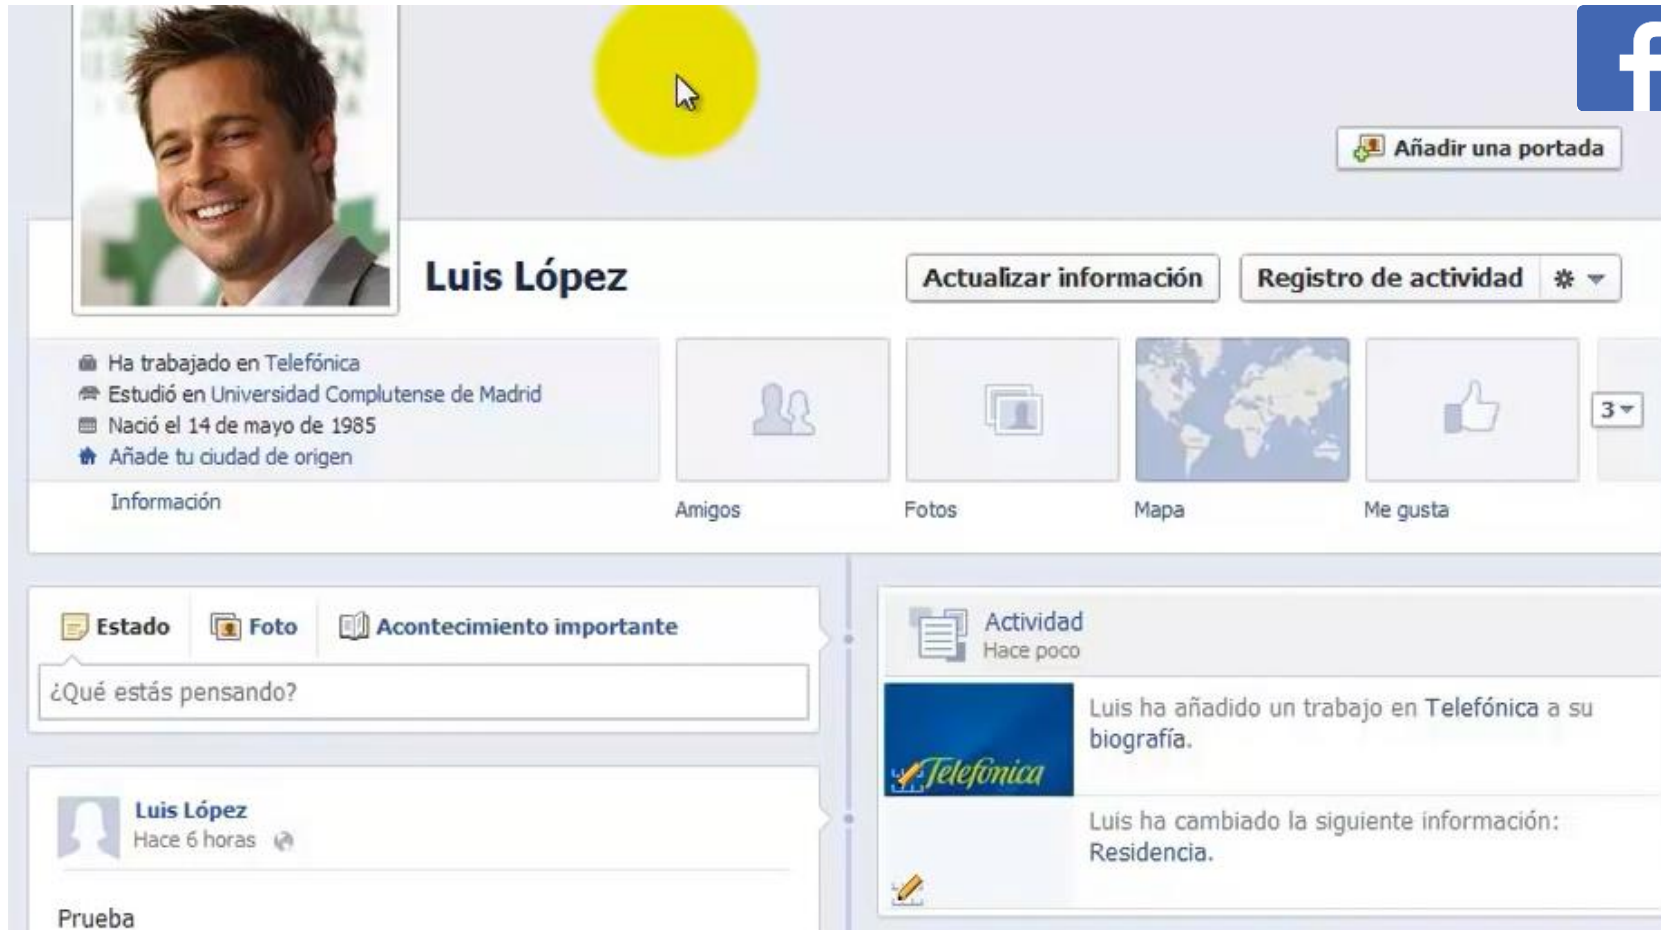 Añadir una portada
Luis López
Actualizar información
Registro de actividad
Ha trabajado en Telefónica
Estudió en Universidad Complutense de Madrid
Nació el 14 de mayo de 1985
Añade tu ciudad de origen
Información
Amigos
Fotos
Mapa
Me gusta
3
Estado
Foto
Acontecimiento importante
¿Qué estás pensando?
Luis López
Hace 6 horas
Prueba
Actividad
Hace poco
Telefónica
Luis ha añadido un trabajo en Telefónica a su
biografía.
Luis ha cambiado la siguiente información:
Residencia.